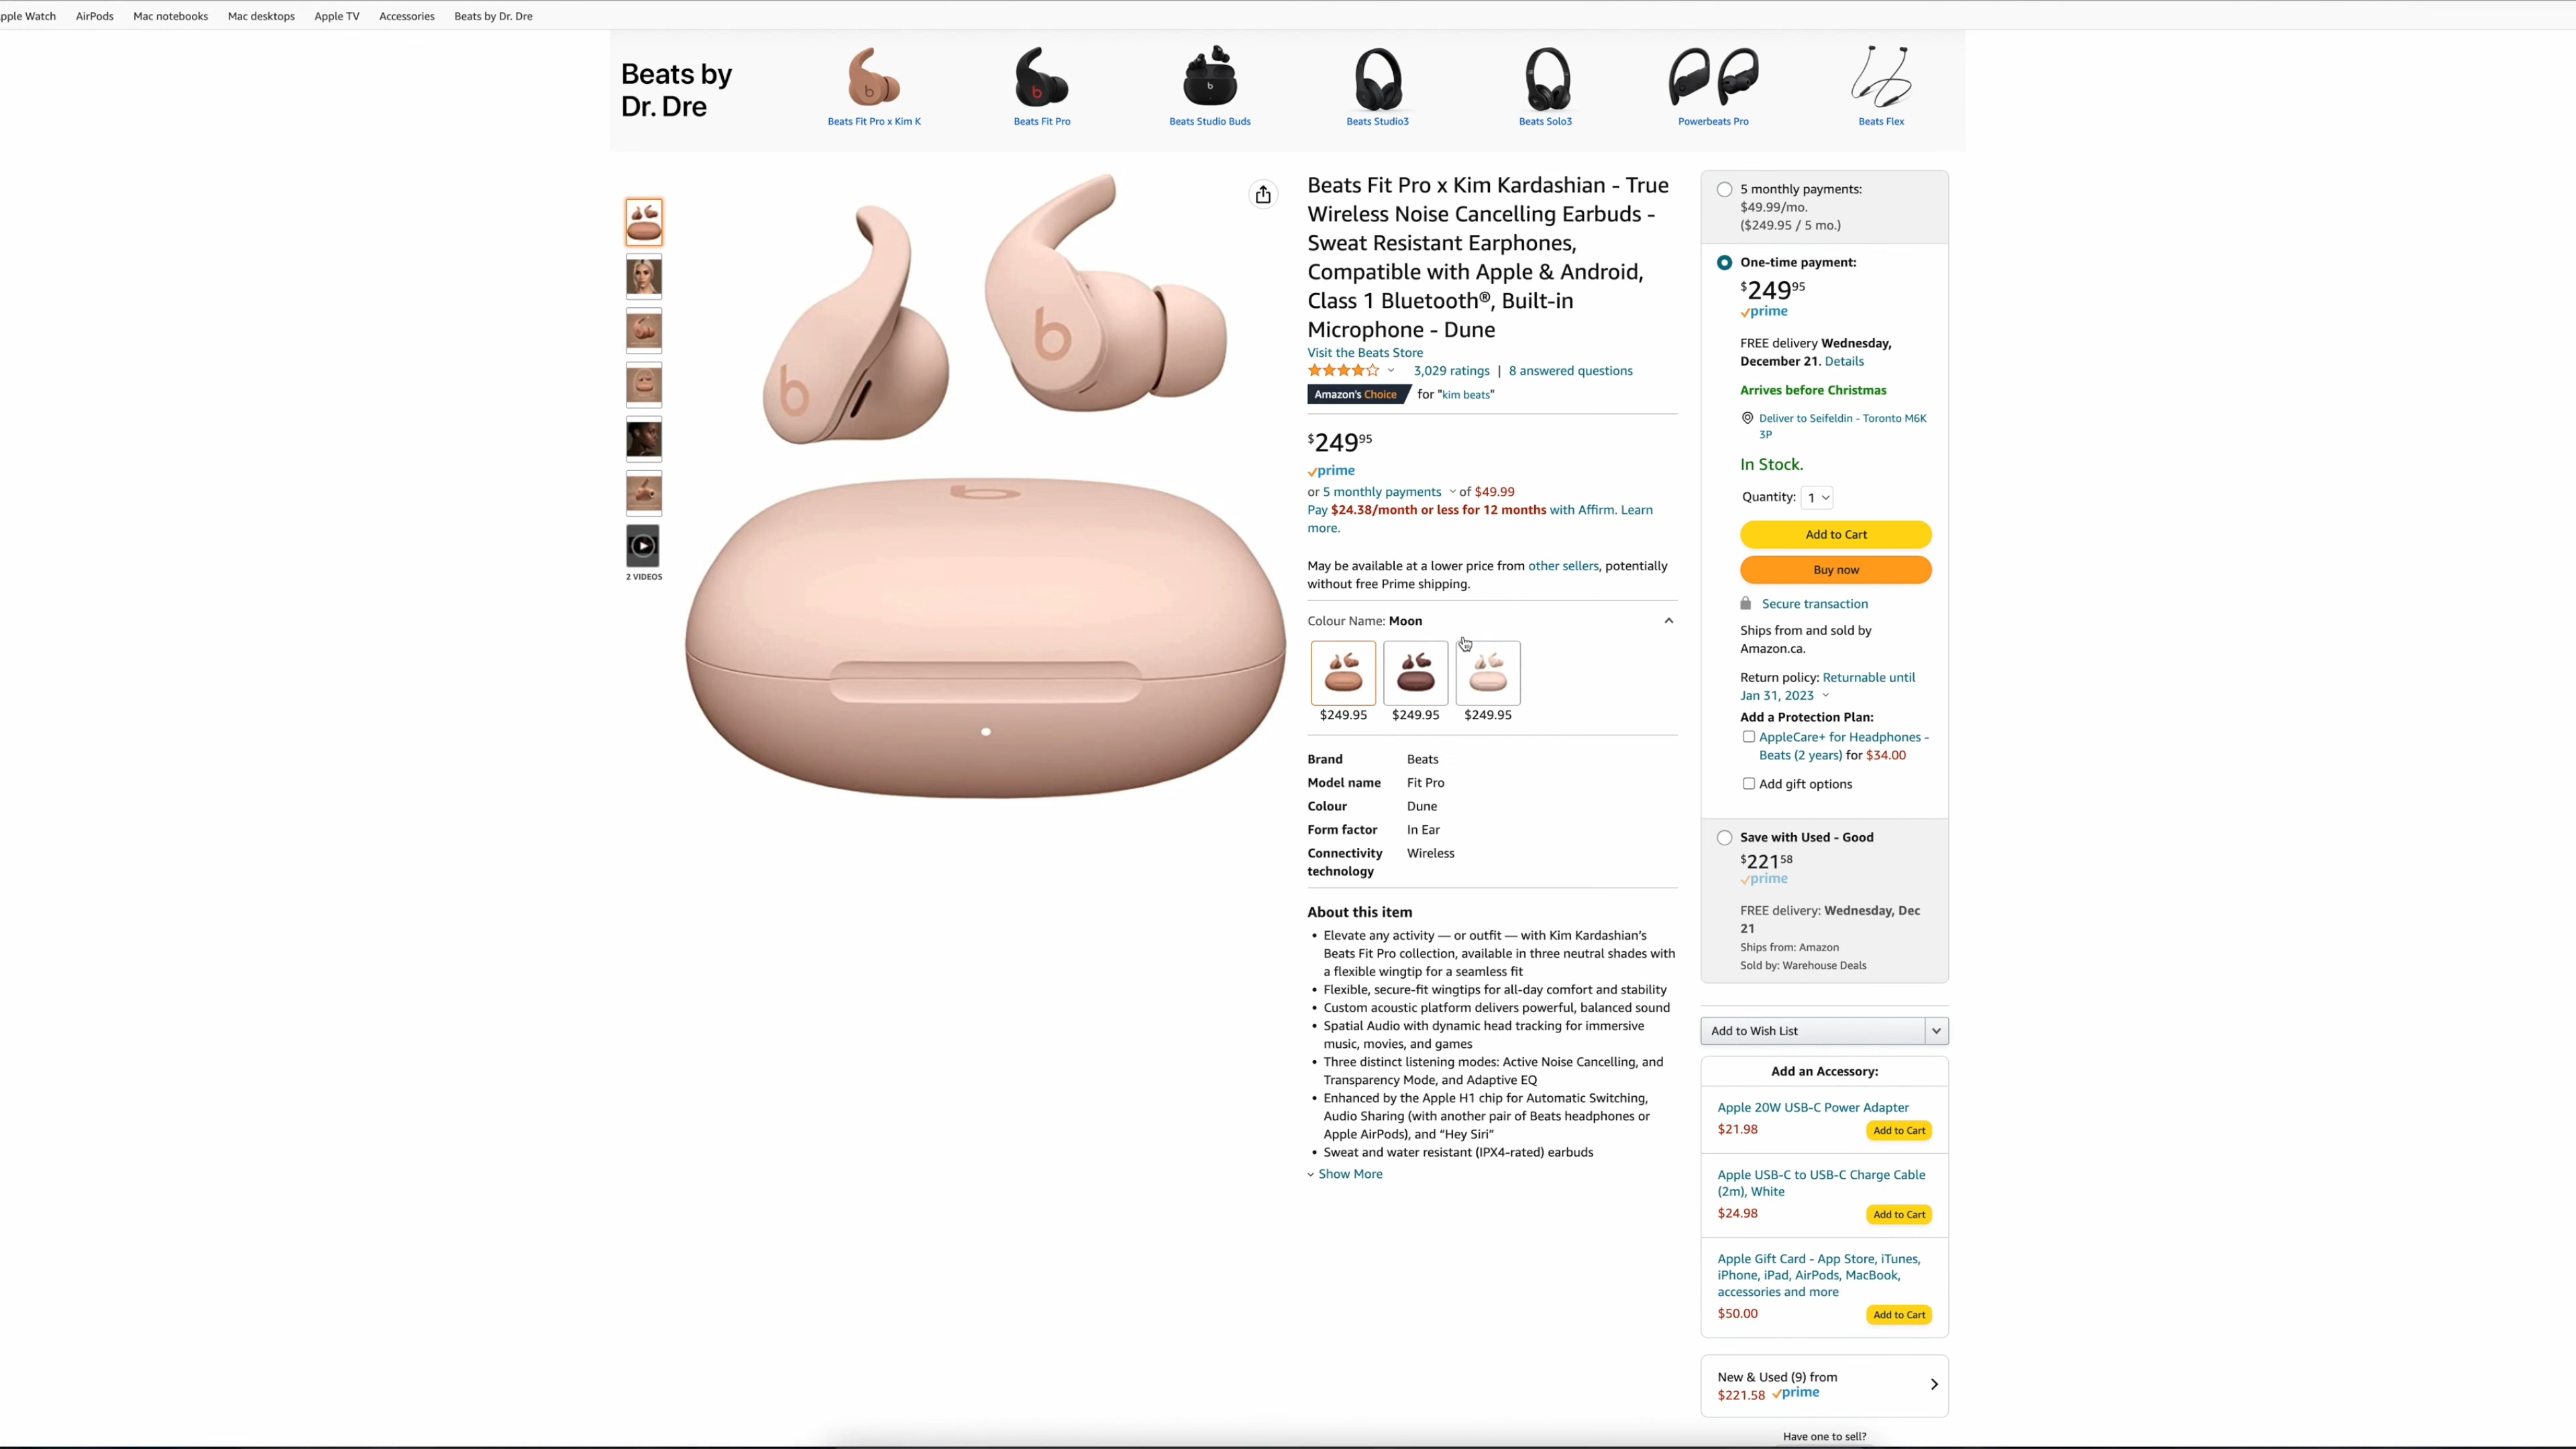 pple Watch AirPods Mac notebooks Mac desktops Apple TV Accessories Beats by Dr. Dre
Beats by
Dr. Dre
Beats Fit Pro x Kim K
Beats Fit Pro
Beats Studio Buds
Beats Studio3
Beats Solo3
Powerbeats Pro
Beats Flex
2 VIDEOS
Beats Fit Pro x Kim Kardashian - True
Wireless Noise Cancelling Earbuds -
Sweat Resistant Earphones,
Compatible with Apple & Android,
Class 1 Bluetooth®, Built-in
Microphone - Dune
Visit the Beats Store
3,029 ratings | 8 answered questions
Amazon's Choice for "kim beats"
$249 95
prime
or 5 monthly payments of $49.99
Pay $24.38/month or less for 12 months with Affirm. Learn
more.
May be available at a lower price from other sellers, potentially
without free Prime shipping.
Colour Name: Moon
$249.95 $249.95 $249.95
Brand Beats
Model name Fit Pro
Colour Dune
Form factor In Ear
Connectivity Wireless
technology
About this item
• Elevate any activity — or outfit — with Kim Kardashian's
Beats Fit Pro collection, available in three neutral shades with
a flexible wingtip for a seamless fit
• Flexible, secure-fit wingtips for all-day comfort and stability
• Custom acoustic platform delivers powerful, balanced sound
• Spatial Audio with dynamic head tracking for immersive
music, movies, and games
• Three distinct listening modes: Active Noise Cancelling, and
Transparency Mode, and Adaptive EQ
• Enhanced by the Apple H1 chip for Automatic Switching,
Audio Sharing (with another pair of Beats headphones or
Apple AirPods), and “Hey Siri”
• Sweat and water resistant (IPX4-rated) earbuds
Show More
5 monthly payments:
$49.99/mo.
($249.95 / 5 mo.)
One-time payment:
$249 95
prime
FREE delivery Wednesday,
December 21. Details
Arrives before Christmas
Deliver to Seifeldin - Toronto M6K
3P
In Stock.
Quantity: 1
Add to Cart
Buy now
Secure transaction
Ships from and sold by
Amazon.ca.
Return policy: Returnable until
Jan 31, 2023
Add a Protection Plan:
AppleCare+ for Headphones -
Beats (2 years) for $34.00
Add gift options
Save with Used - Good
$221 58
prime
FREE delivery: Wednesday, Dec
21
Ships from: Amazon
Sold by: Warehouse Deals
Add to Wish List
Add an Accessory:
Apple 20W USB-C Power Adapter
$21.98 Add to Cart
Apple USB-C to USB-C Charge Cable
(2m), White
$24.98 Add to Cart
Apple Gift Card - App Store, iTunes,
iPhone, iPad, AirPods, MacBook,
accessories and more
$50.00 Add to Cart
New & Used (9) from
$221.58 prime
Have one to sell?